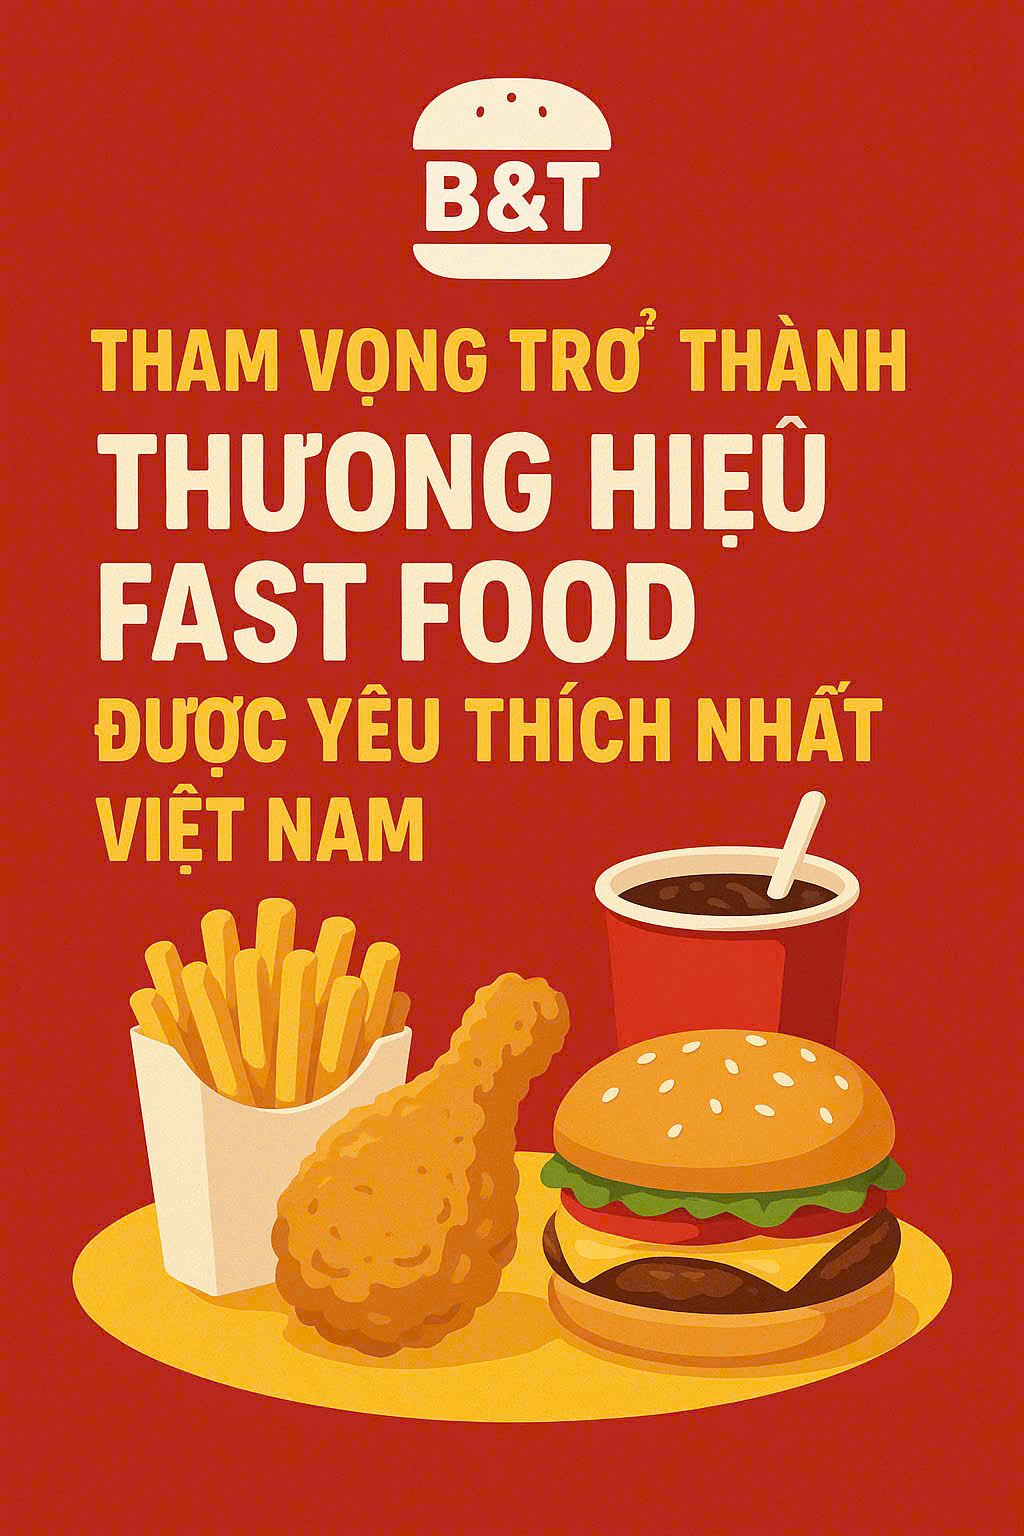 B&T
THAM VỌNG TRỞ THÀNH
THƯƠNG HIỆÛ
FAST FOOD
ĐƯỢC YÊU THÍCH NHẤT
VIỆT NAM